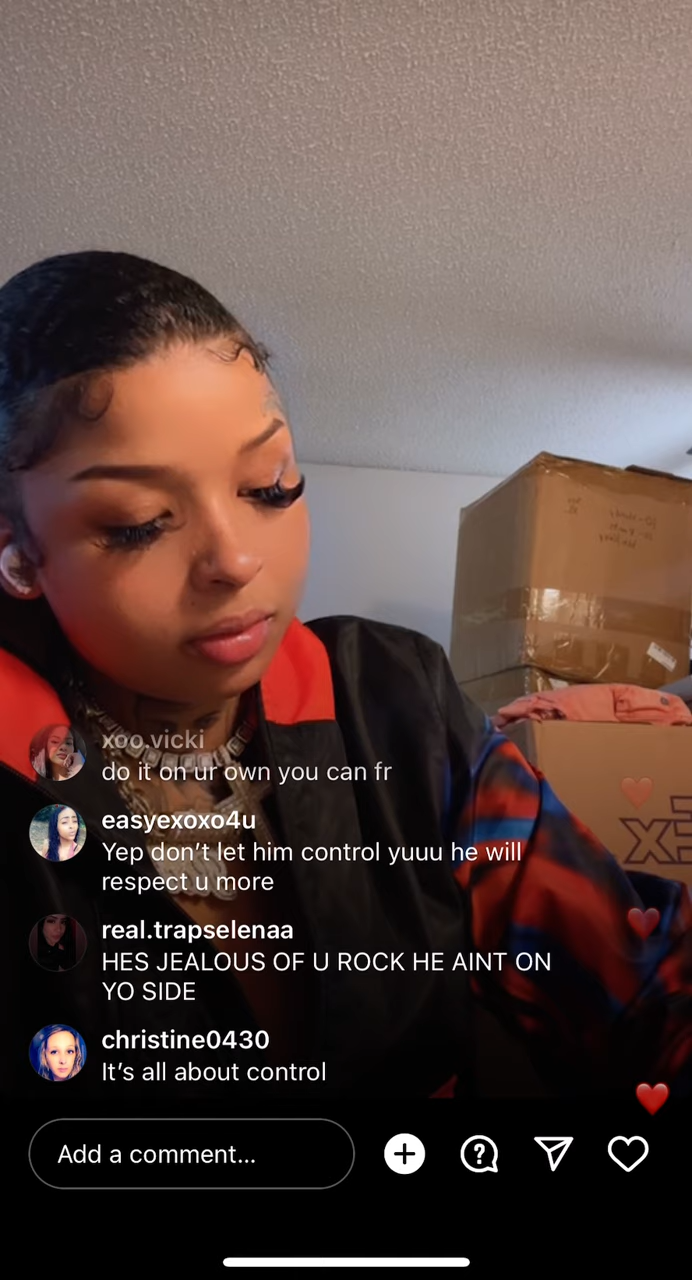 xoo.vicki
do it on ur own you can fr
easyexoxo4u
Yep don't let him control yuuu he will
respect u more
real.trapselenaa
HES JEALOUS OF U ROCK HE AINT ON
YO SIDE
christine0430
It's all about control
Add a comment...